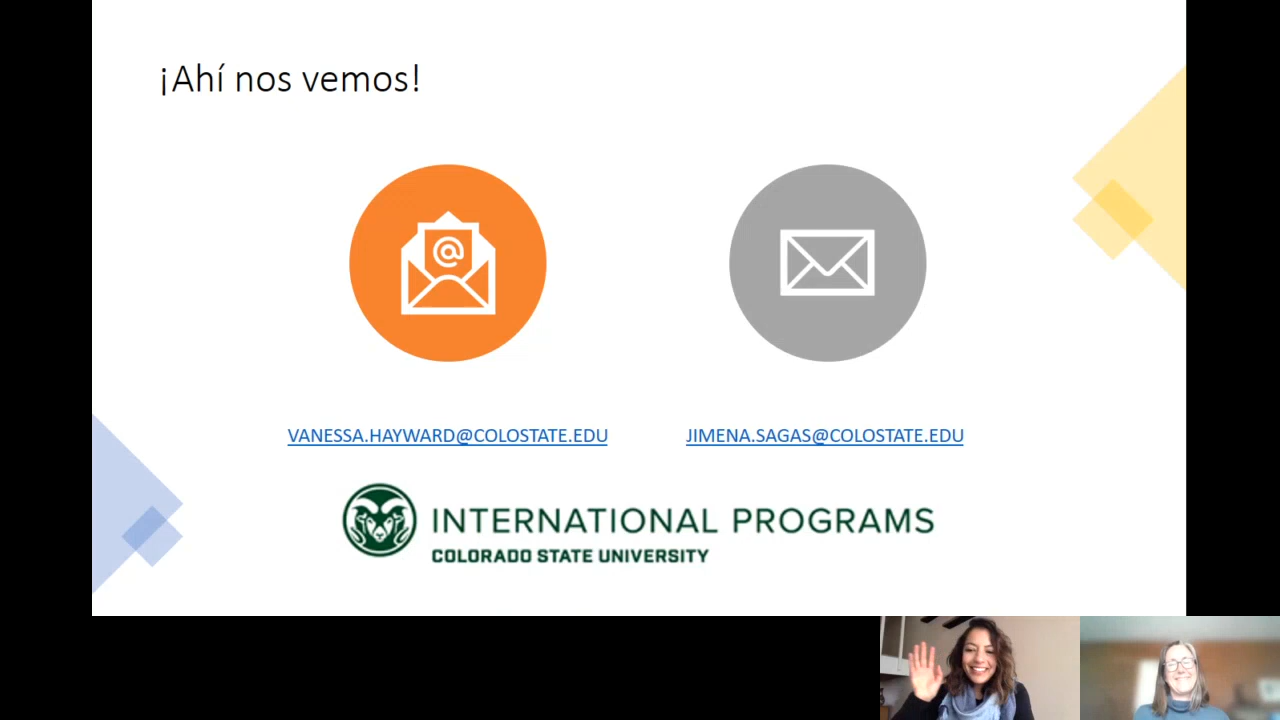 ¡Ahí nos vemos!
@
VANESSA.HAYWARD@COLOSTATE.EDU
JIMENA.SAGAS@COLOSTATE.EDU
INTERNATIONAL PROGRAMS
COLORADO STATE UNIVERSITY